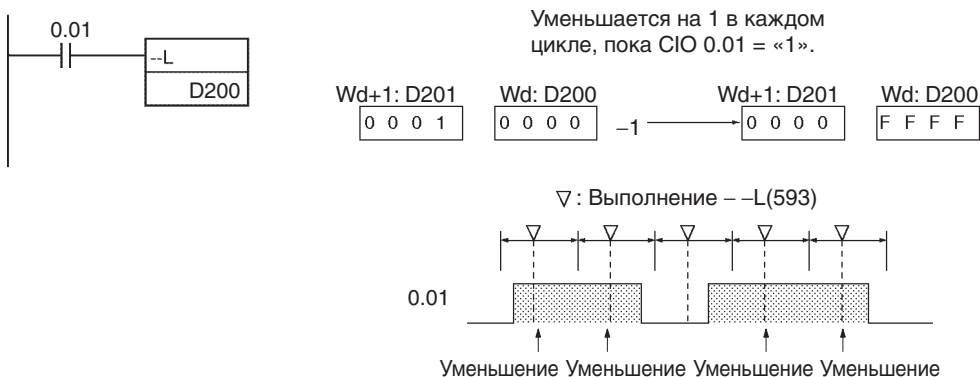 0.01
--L
D200
Уменьшается на 1 в каждом
цикле, пока CIO 0.01 = «1».
Wd+1: D201 Wd: D200 Wd+1: D201 Wd: D200
0 0 0 1 0 0 0 0 –1 0 0 0 0 F F F F
▽ : Выполнение – –L(593)
0.01
Уменьшение Уменьшение Уменьшение Уменьшение